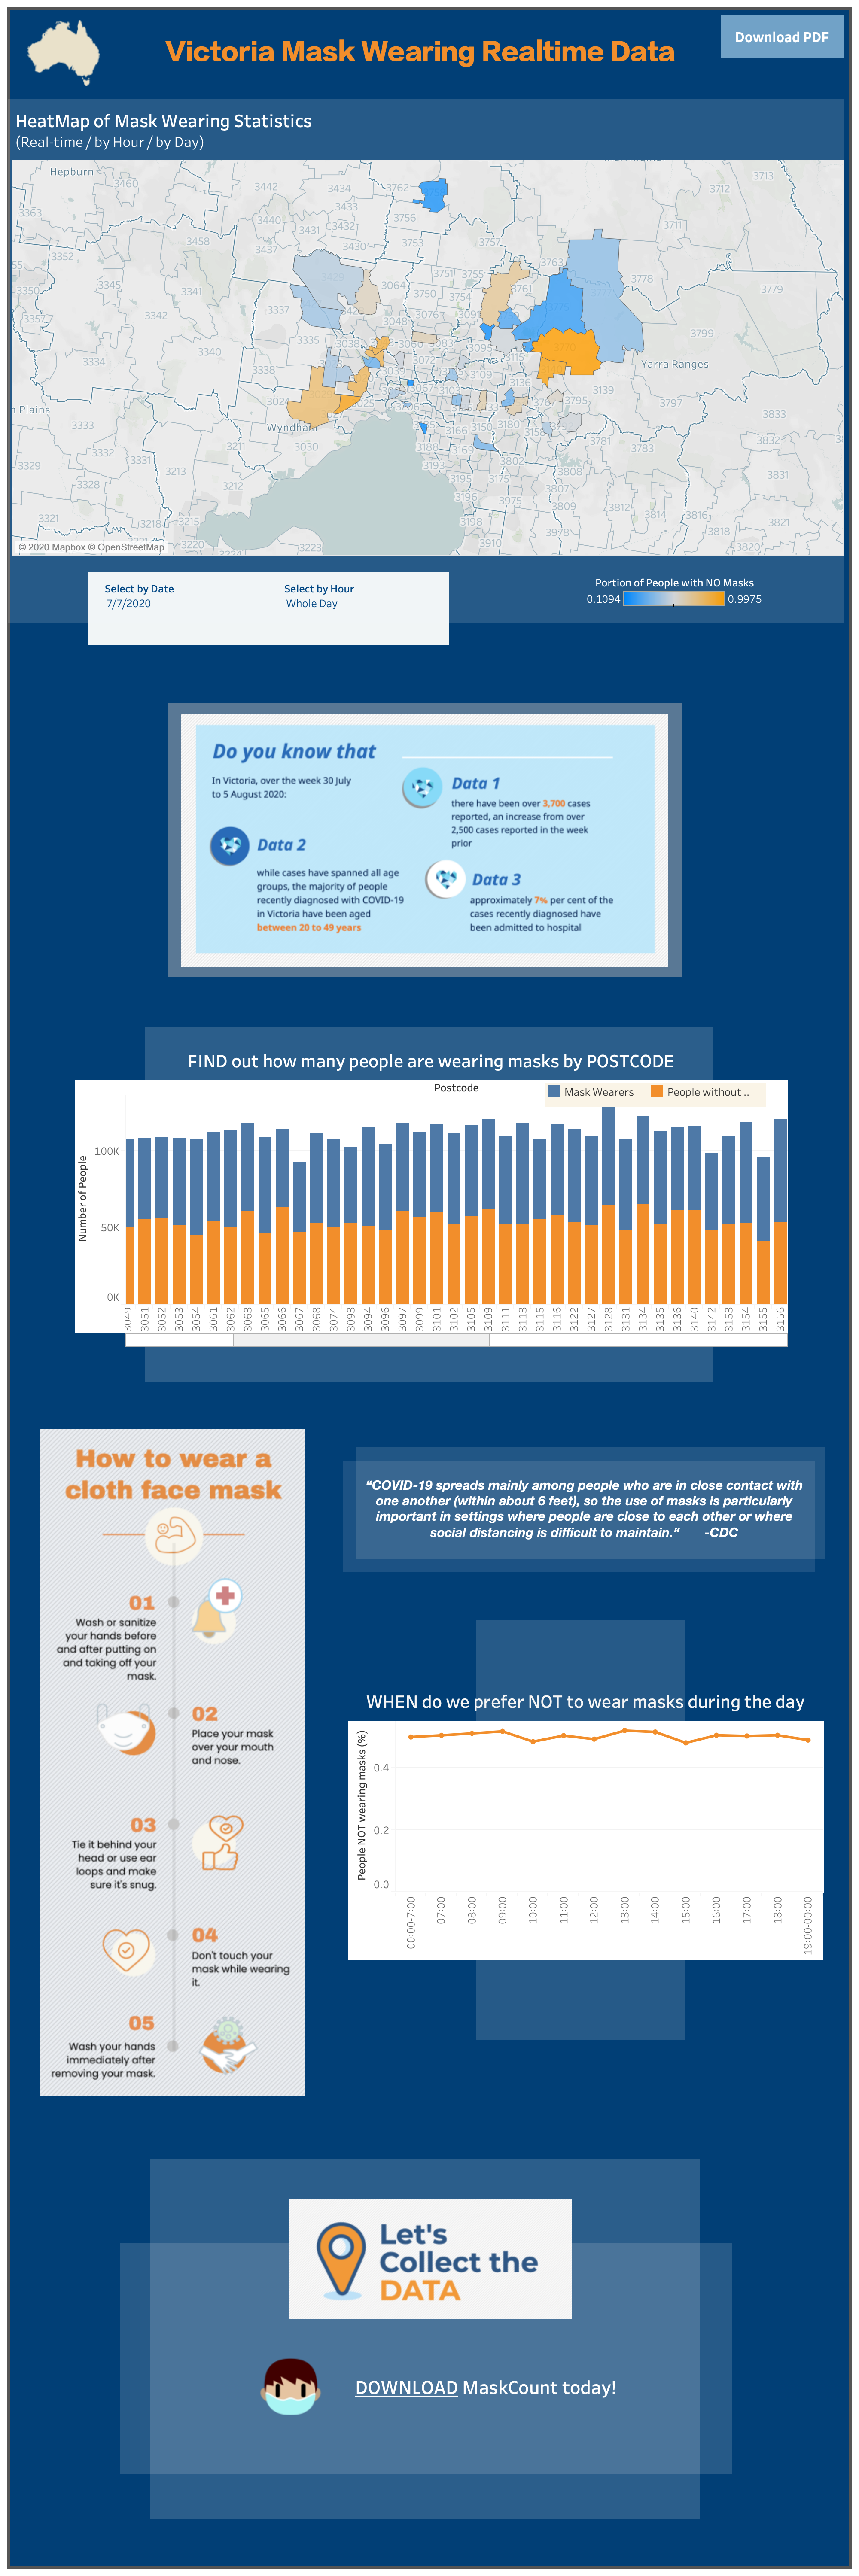 Victoria Mask Wearing Realtime Data
Download PDF
HeatMap of Mask Wearing Statistics
(Real-time / by Hour / by Day)
Hepburn
3460
3442
3434
3762
3713
3712
3363
3440
3432
3756
3711
3431
3458
3430
3753
3757
3352
3437
3763
3345
3341
3064
3751
3778
3779
3350
3750
3754
3342
3337
3357
3048
3076
3799
3335
3340
3334
3338
3072
Yarra Ranges
3109
3136
3139
3024
3795
3797
n Plains
Wyndham
3833
3333
3211
3030
3166
3150
3180
3781
3783
3832
3332
3331
3213
3188
3169
3802
3329
3328
3212
3193
3808
3831
3195
3175
3807
3196
3975
3809
3812
3814
3816
3821
3321
3218
3215
3198
3978
3818
3220
3223
3910
3820
© 2020 Mapbox © OpenStreetMap
Select by Date
7/7/2020
Select by Hour
Whole Day
Portion of People with NO Masks
0.1094
0.9975
Do you know that
In Victoria, over the week 30 July
to 5 August 2020:
Data 1
there have been over 3,700 cases
reported, an increase from over
2,500 cases reported in the week
prior
Data 2
while cases have spanned all age
groups, the majority of people
recently diagnosed with COVID-19
in Victoria have been aged
between 20 to 49 years
Data 3
approximately 7% per cent of the
cases recently diagnosed have
been admitted to hospital
FIND out how many people are wearing masks by POSTCODE
Postcode
Mask Wearers
People without ..
Number of People
100K
50K
0K
3049
3051
3052
3053
3054
3061
3062
3063
3065
3066
3067
3068
3074
3093
3094
3096
3097
3099
3101
3102
3105
3109
3111
3113
3115
3116
3122
3127
3128
3131
3134
3135
3136
3140
3142
3153
3154
3155
3156
How to wear a
cloth face mask
01
Wash or sanitize
your hands before
and after putting on
and taking off your
mask.
02
Place your mask
over your mouth
and nose.
03
Tie it behind your
head or use ear
loops and make
sure it's snug.
04
Don't touch your
mask while wearing
it.
05
Wash your hands
immediately after
removing your mask.
“COVID-19 spreads mainly among people who are in close contact with
one another (within about 6 feet), so the use of masks is particularly
important in settings where people are close to each other or where
social distancing is difficult to maintain.“ -CDC
WHEN do we prefer NOT to wear masks during the day
People NOT wearing masks (%)
0.4
0.2
0.0
00:00-7:00
07:00
08:00
09:00
10:00
11:00
12:00
13:00
14:00
15:00
16:00
17:00
18:00
19:00-00:00
Let's
Collect the
DATA
DOWNLOAD MaskCount today!